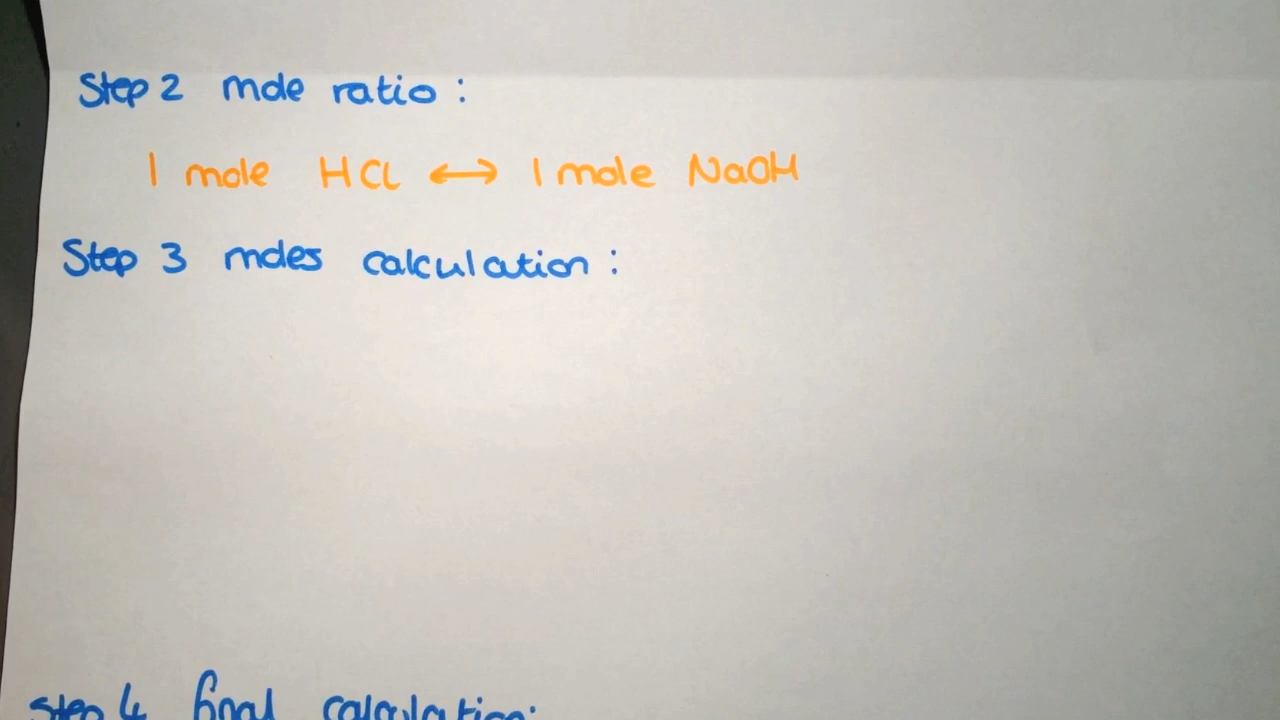 Step 2 mole ratio :
1 mole HCl ↔ 1 mole NaOH
Step 3 moles calculation :
Step 4 final calculation: